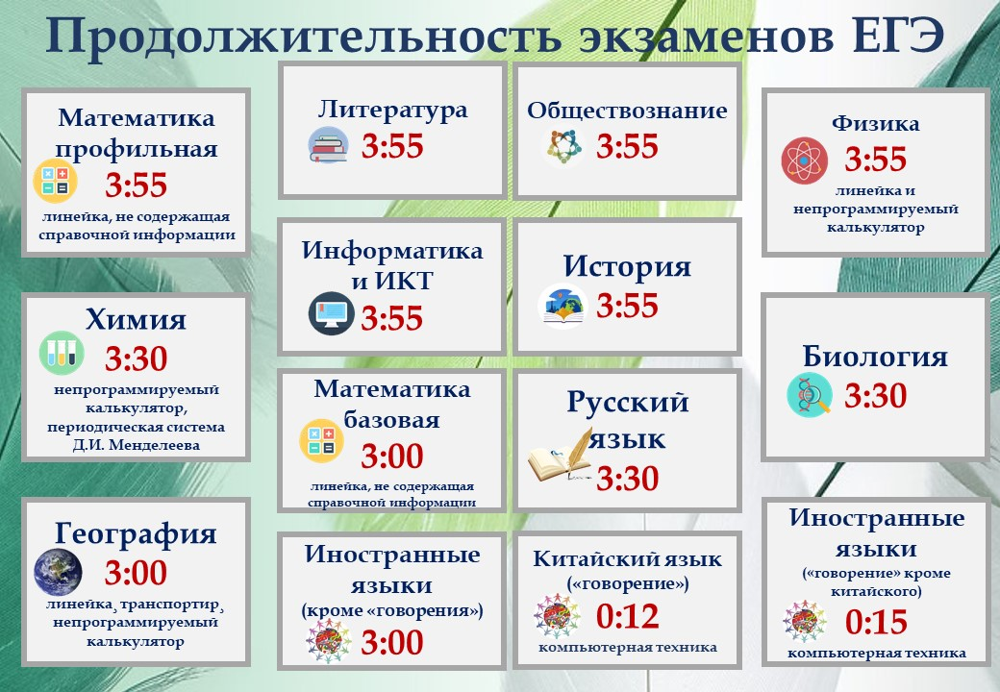 Продолжительность экзаменов ЕГЭ
Математика
профильная
3:55
линейка, не содержащая
справочной информации
Литература
3:55
Обществознание
3:55
Физика
3:55
линейка и
непрограммируемый
калькулятор
Информатика
и ИКТ
3:55
История
3:55
Химия
3:30
непрограммируемый
калькулятор,
периодическая система
Д.И. Менделеева
Математика
базовая
3:00
линейка, не содержащая
справочной информации
Русский
язык
3:30
Биология
3:30
География
3:00
линейка, транспортир,
непрограммируемый
калькулятор
Иностранные
языки
(кроме «говорения»)
3:00
Китайский язык
(«говорение»)
0:12
компьютерная техника
Иностранные
языки
(«говорение» кроме
китайского)
0:15
компьютерная техника